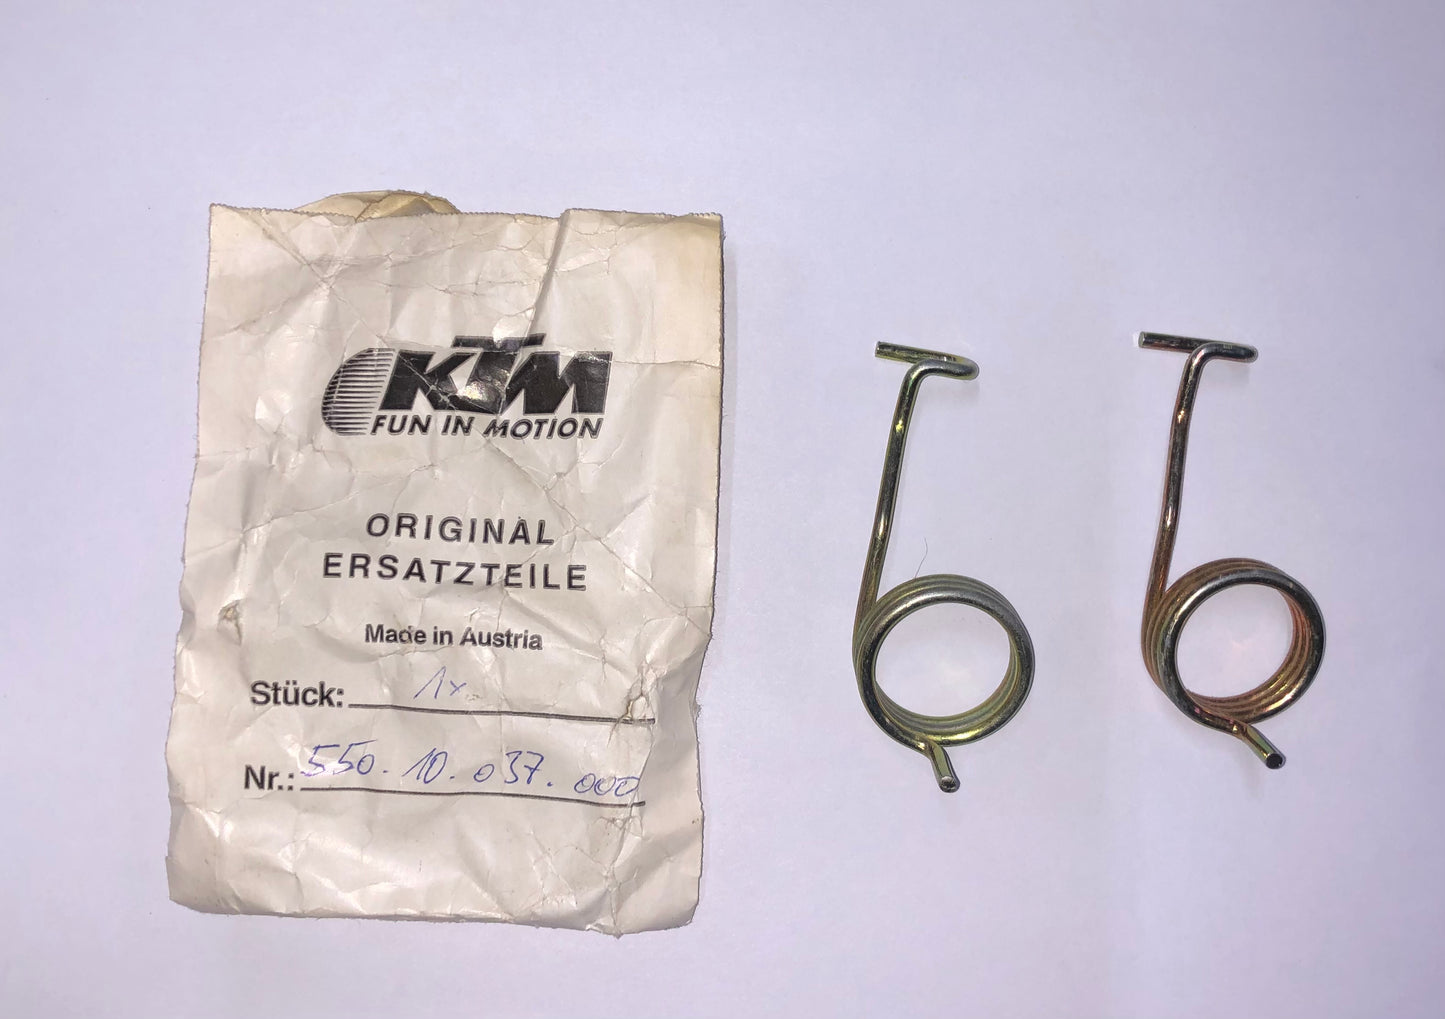 KTM
FUN IN MOTION
ORIGINAL
ERSATZTEILE
Made in Austria
Stück: 1x
Nr.: 550.10.037.000